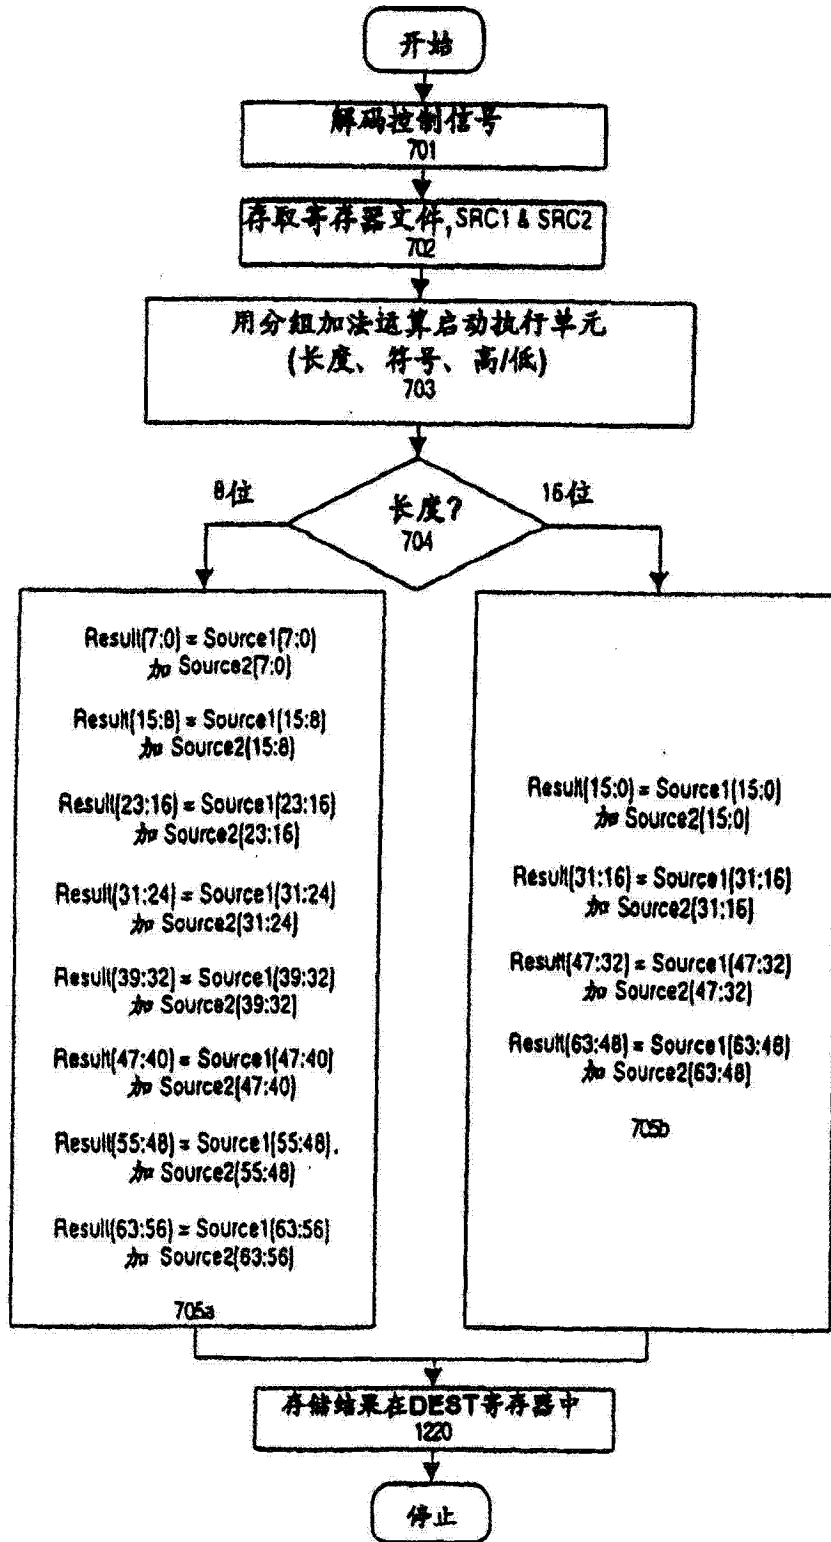 开始
解码控制信号
701
存取寄存器文件,SRC1 & SRC2
702
用分组加法运算启动执行单元
(长度、符号、高/低)
703
8位
长度?
704
16位
Result(7:0) = Source1(7:0)
加 Source2(7:0)
Result(15:8) = Source1(15:8)
加 Source2(15:8)
Result(23:16) = Source1(23:16)
加 Source2(23:16)
Result(31:24) = Source1(31:24)
加 Source2(31:24)
Result(39:32) = Source1(39:32)
加 Source2(39:32)
Result(47:40) = Source1(47:40)
加 Source2(47:40)
Result(55:48) = Source1(55:48).
加 Source2(55:48)
Result(63:56) = Source1(63:56)
加 Source2(63:56)
705a
Result(15:0) = Source1(15:0)
加 Source2(15:0)
Result(31:16) = Source1(31:16)
加 Source2(31:16)
Result(47:32) = Source1(47:32)
加 Source2(47:32)
Result(63:48) = Source1(63:48)
加 Source2(63:48)
705b
存储结果在DEST寄存器中
1220
停止